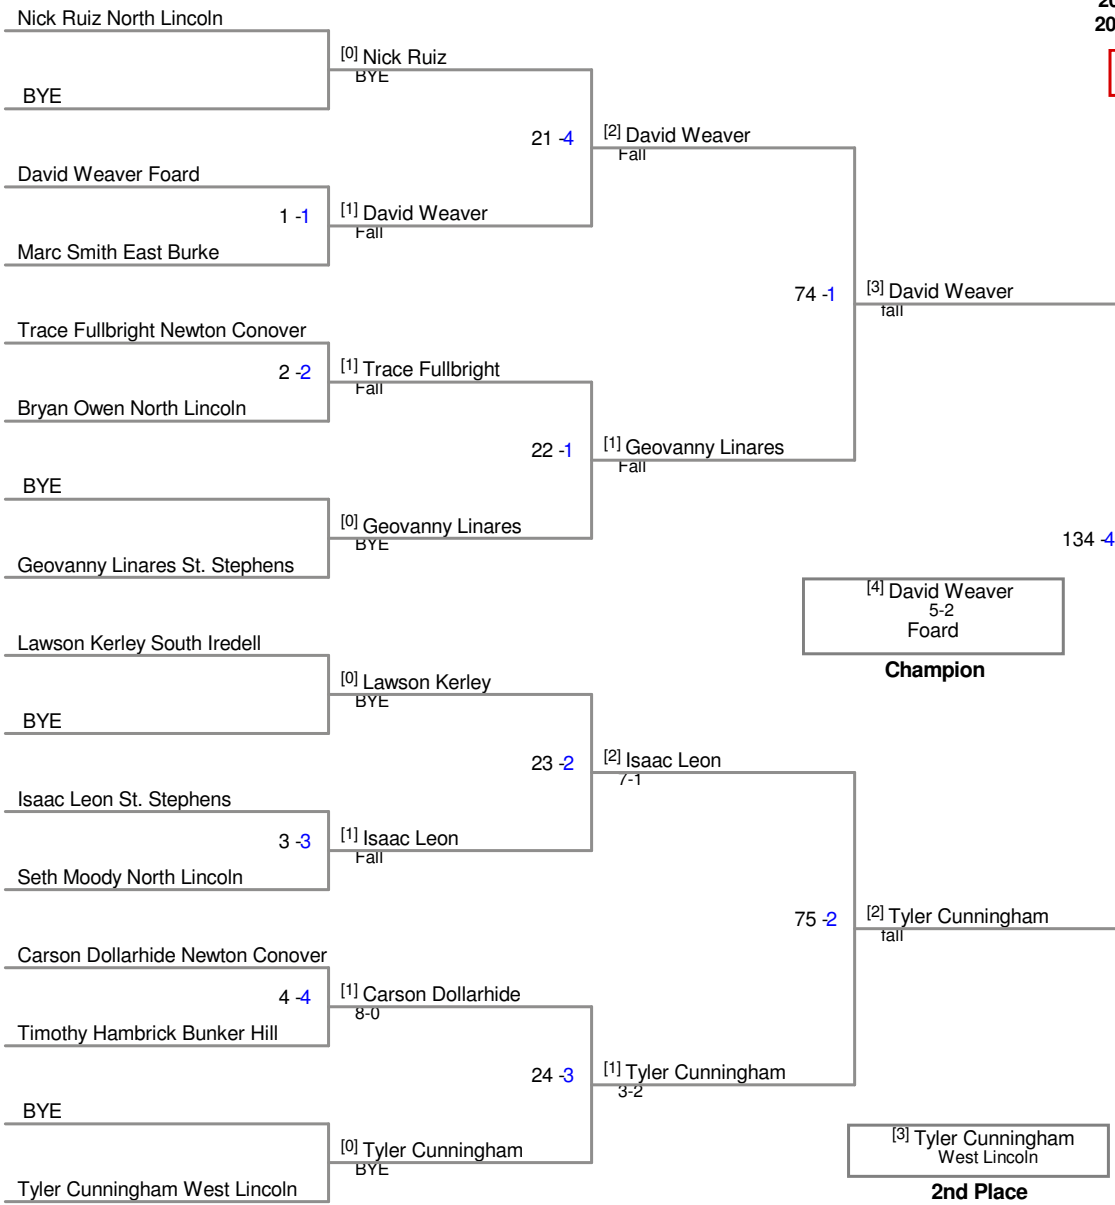 20
Nick Ruiz North Lincoln
20
[0] Nick Ruiz
BYE
BYE
21 -4
[2] David Weaver
Fall
David Weaver Foard
1 -1
[1] David Weaver
Fall
Marc Smith East Burke
74 -1
[3] David Weaver
fall
Trace Fullbright Newton Conover
2 -2
[1] Trace Fullbright
Fall
Bryan Owen North Lincoln
22 -1
[1] Geovanny Linares
Fall
BYE
[0] Geovanny Linares
BYE
Geovanny Linares St. Stephens
134 -4
[4] David Weaver
5-2
Foard
Champion
Lawson Kerley South Iredell
[0] Lawson Kerley
BYE
BYE
23 -2
[2] Isaac Leon
7-1
Isaac Leon St. Stephens
3 -3
[1] Isaac Leon
Fall
Seth Moody North Lincoln
75 -2
[2] Tyler Cunningham
fall
Carson Dollarhide Newton Conover
4 -4
[1] Carson Dollarhide
8-0
Timothy Hambrick Bunker Hill
24 -3
[1] Tyler Cunningham
3-2
BYE
[0] Tyler Cunningham
BYE
Tyler Cunningham West Lincoln
[3] Tyler Cunningham
West Lincoln
2nd Place